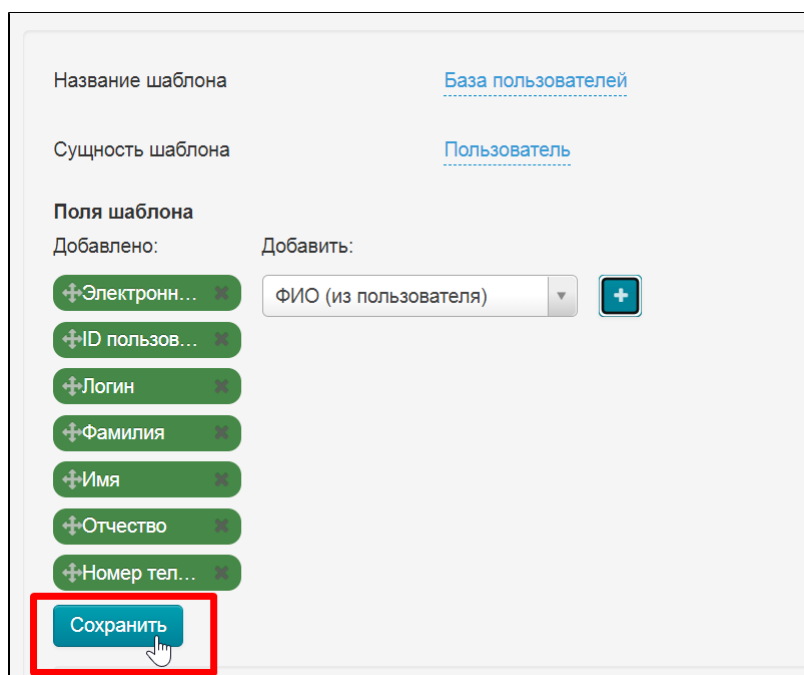 Название шаблона База пользователей
Сущность шаблона Пользователь
Поля шаблона
Добавлено: Добавить:
Электронн... ФИО (из пользователя)
ID пользов...
Логин
Фамилия
Имя
Отчество
Номер тел...
Сохранить